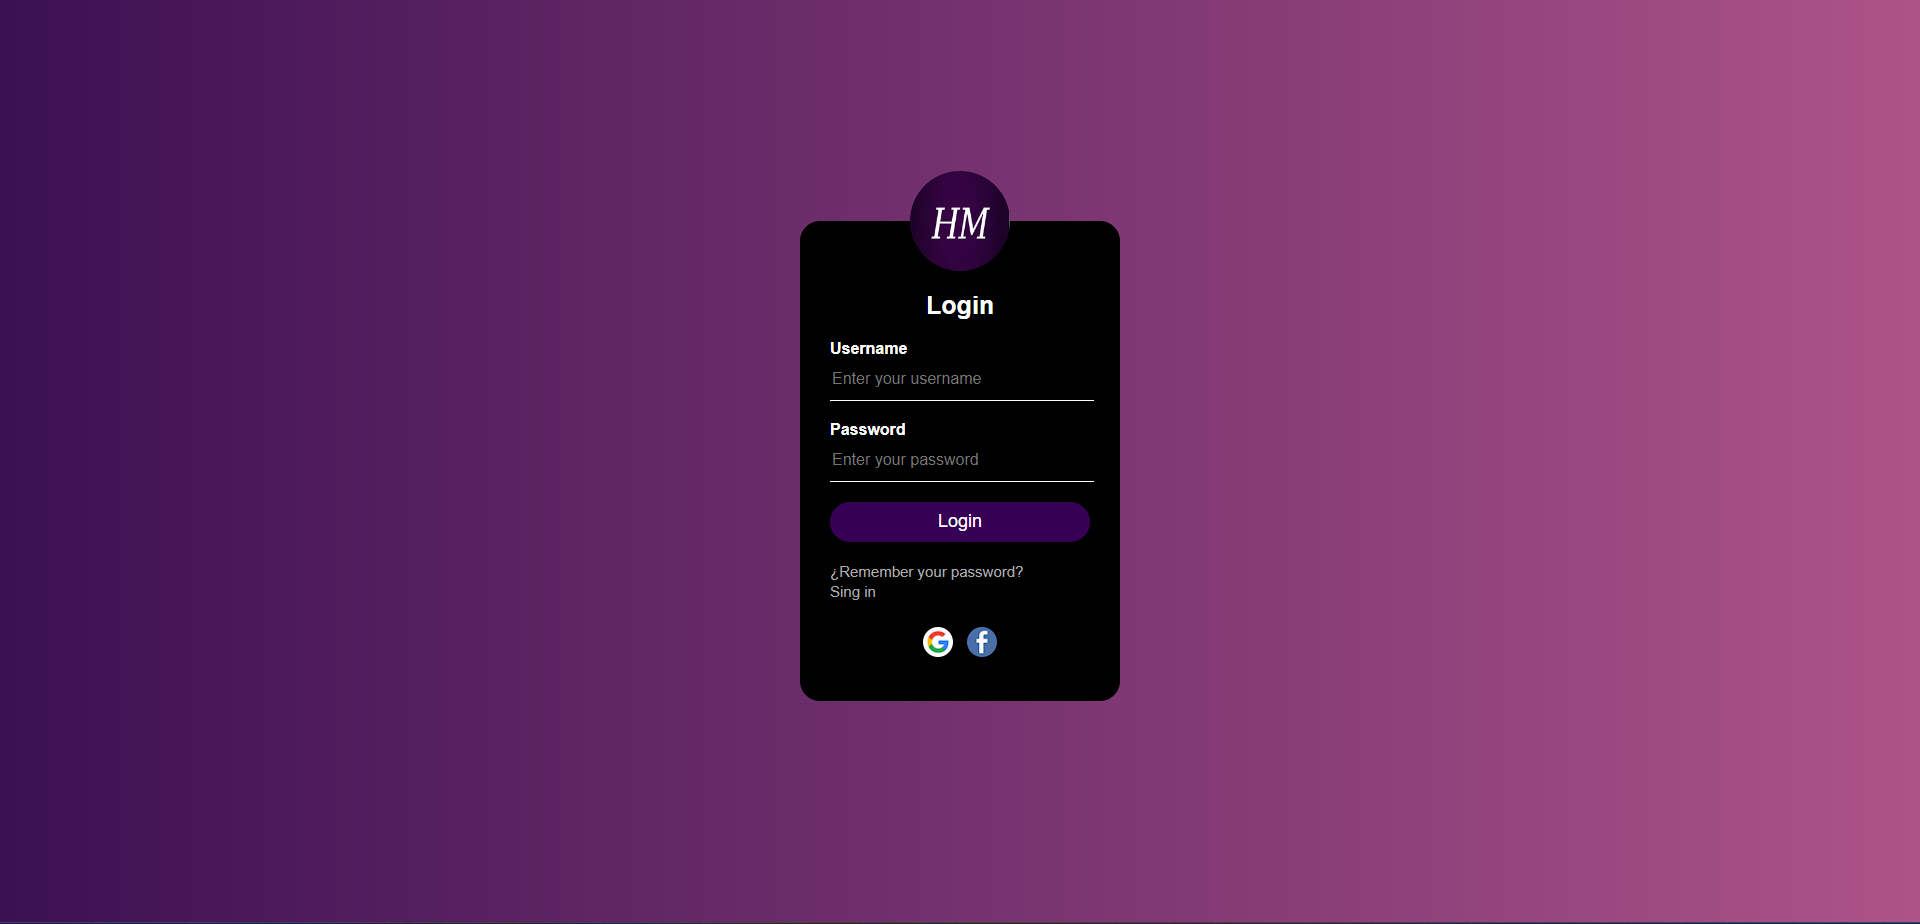 HM
Login
Username
Enter your username
Password
Enter your password
Login
¿Remember your password?
Sing in